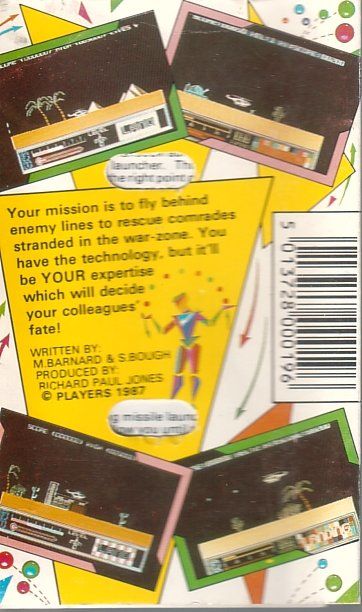 launcher. The
the right point
Your mission is to fly behind
enemy lines to rescue comrades
stranded in the war-zone. You
have the technology, but it'll
be YOUR expertise
which will decide
your colleagues'
fate!
WRITTEN BY:
M.BARNARD & S.BOUGH
PRODUCED BY:
RICHARD PAUL JONES
© PLAYERS 1987
5 013728 000196
g missile launc